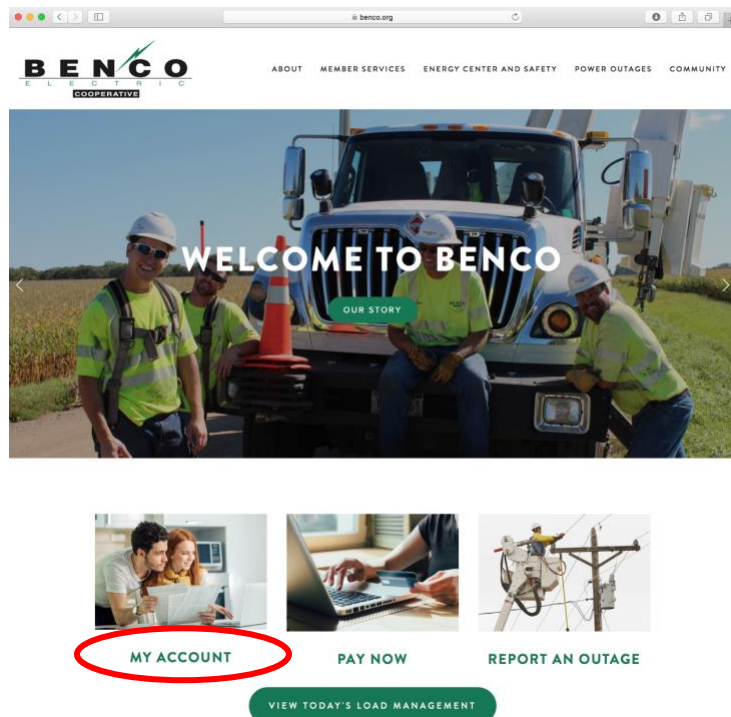 benco.org
BENCO
ELECTRIC
COOPERATIVE
ABOUT MEMBER SERVICES ENERGY CENTER AND SAFETY POWER OUTAGES COMMUNITY
WELCOME TO BENCO
OUR STORY
MY ACCOUNT PAY NOW REPORT AN OUTAGE
VIEW TODAY'S LOAD MANAGEMENT